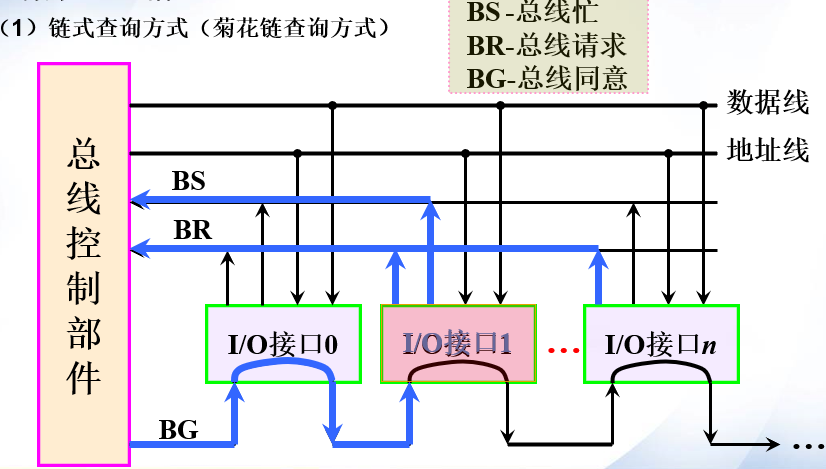 BS-总线忙
(1）链式查询方式（菊花链查询方式）
BR-总线请求
BG-总线同意
数据线
总线控制部件
地址线
BS
BR
I/O接口0
I/O接口1
…
I/O接口n
BG
…